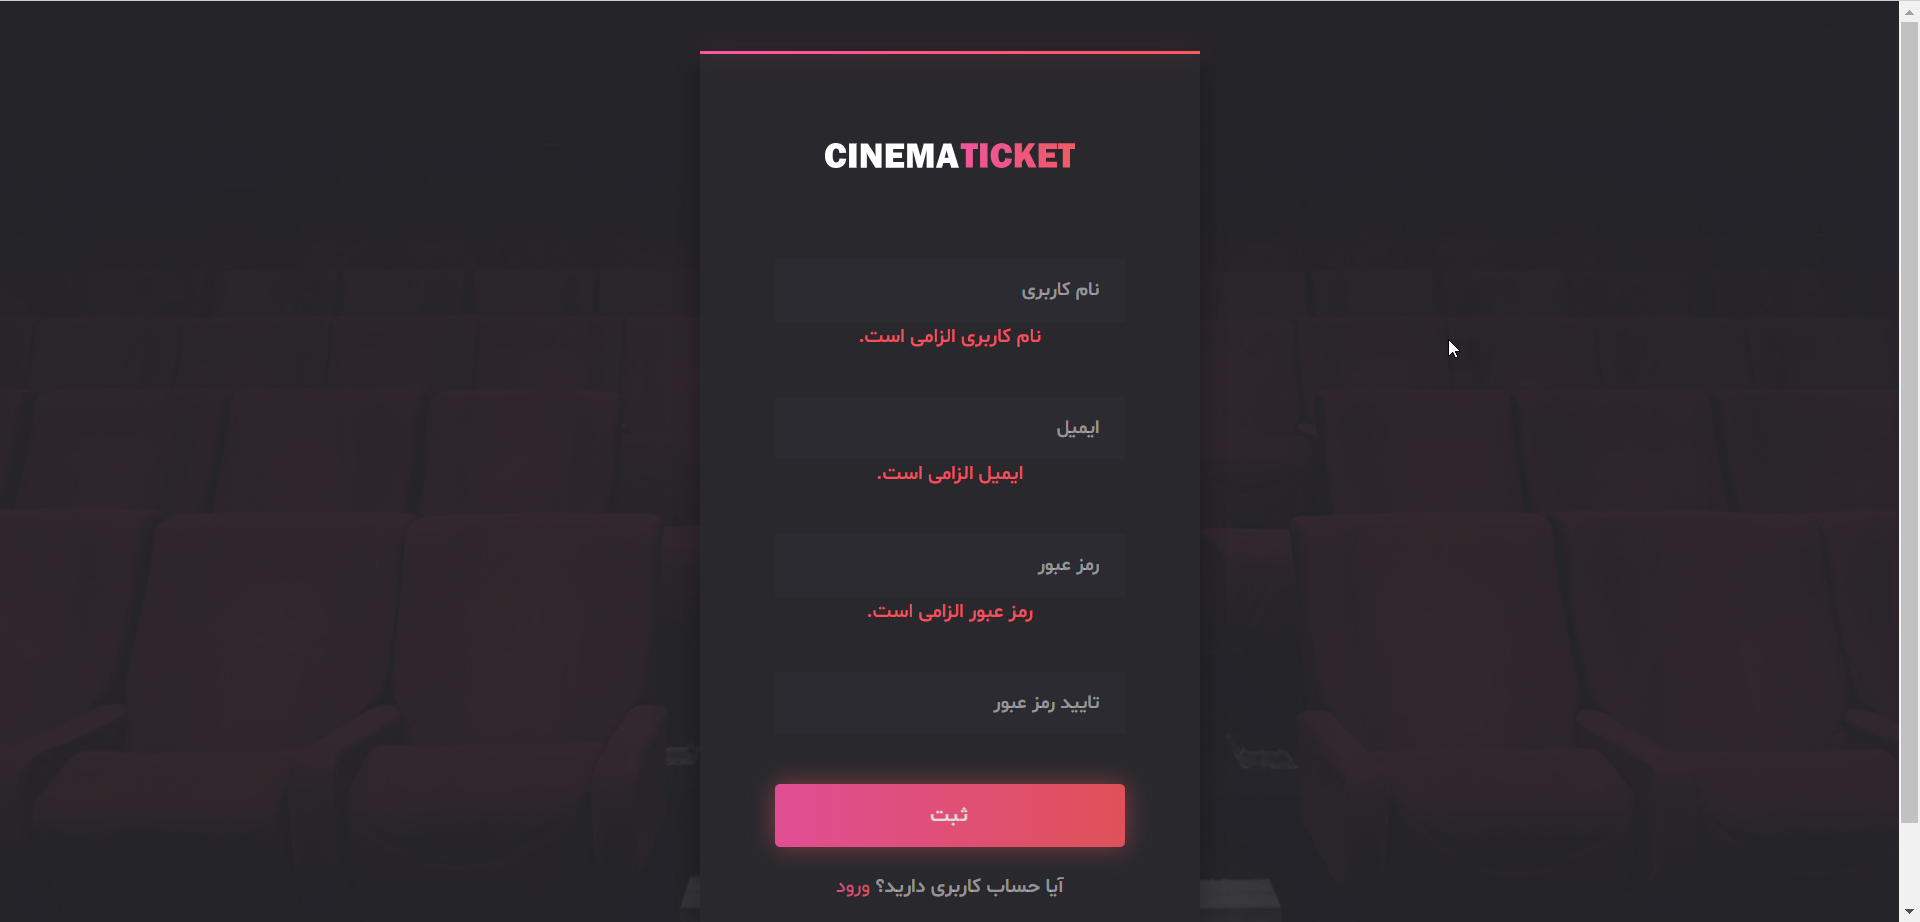 CINEMATICKET
نام کاربری
نام کاربری الزامی است.
ایمیل
ایمیل الزامی است.
رمز عبور
رمز عبور الزامی است.
تایید رمز عبور
ثبت
آیا حساب کاربری دارید؟ ورود